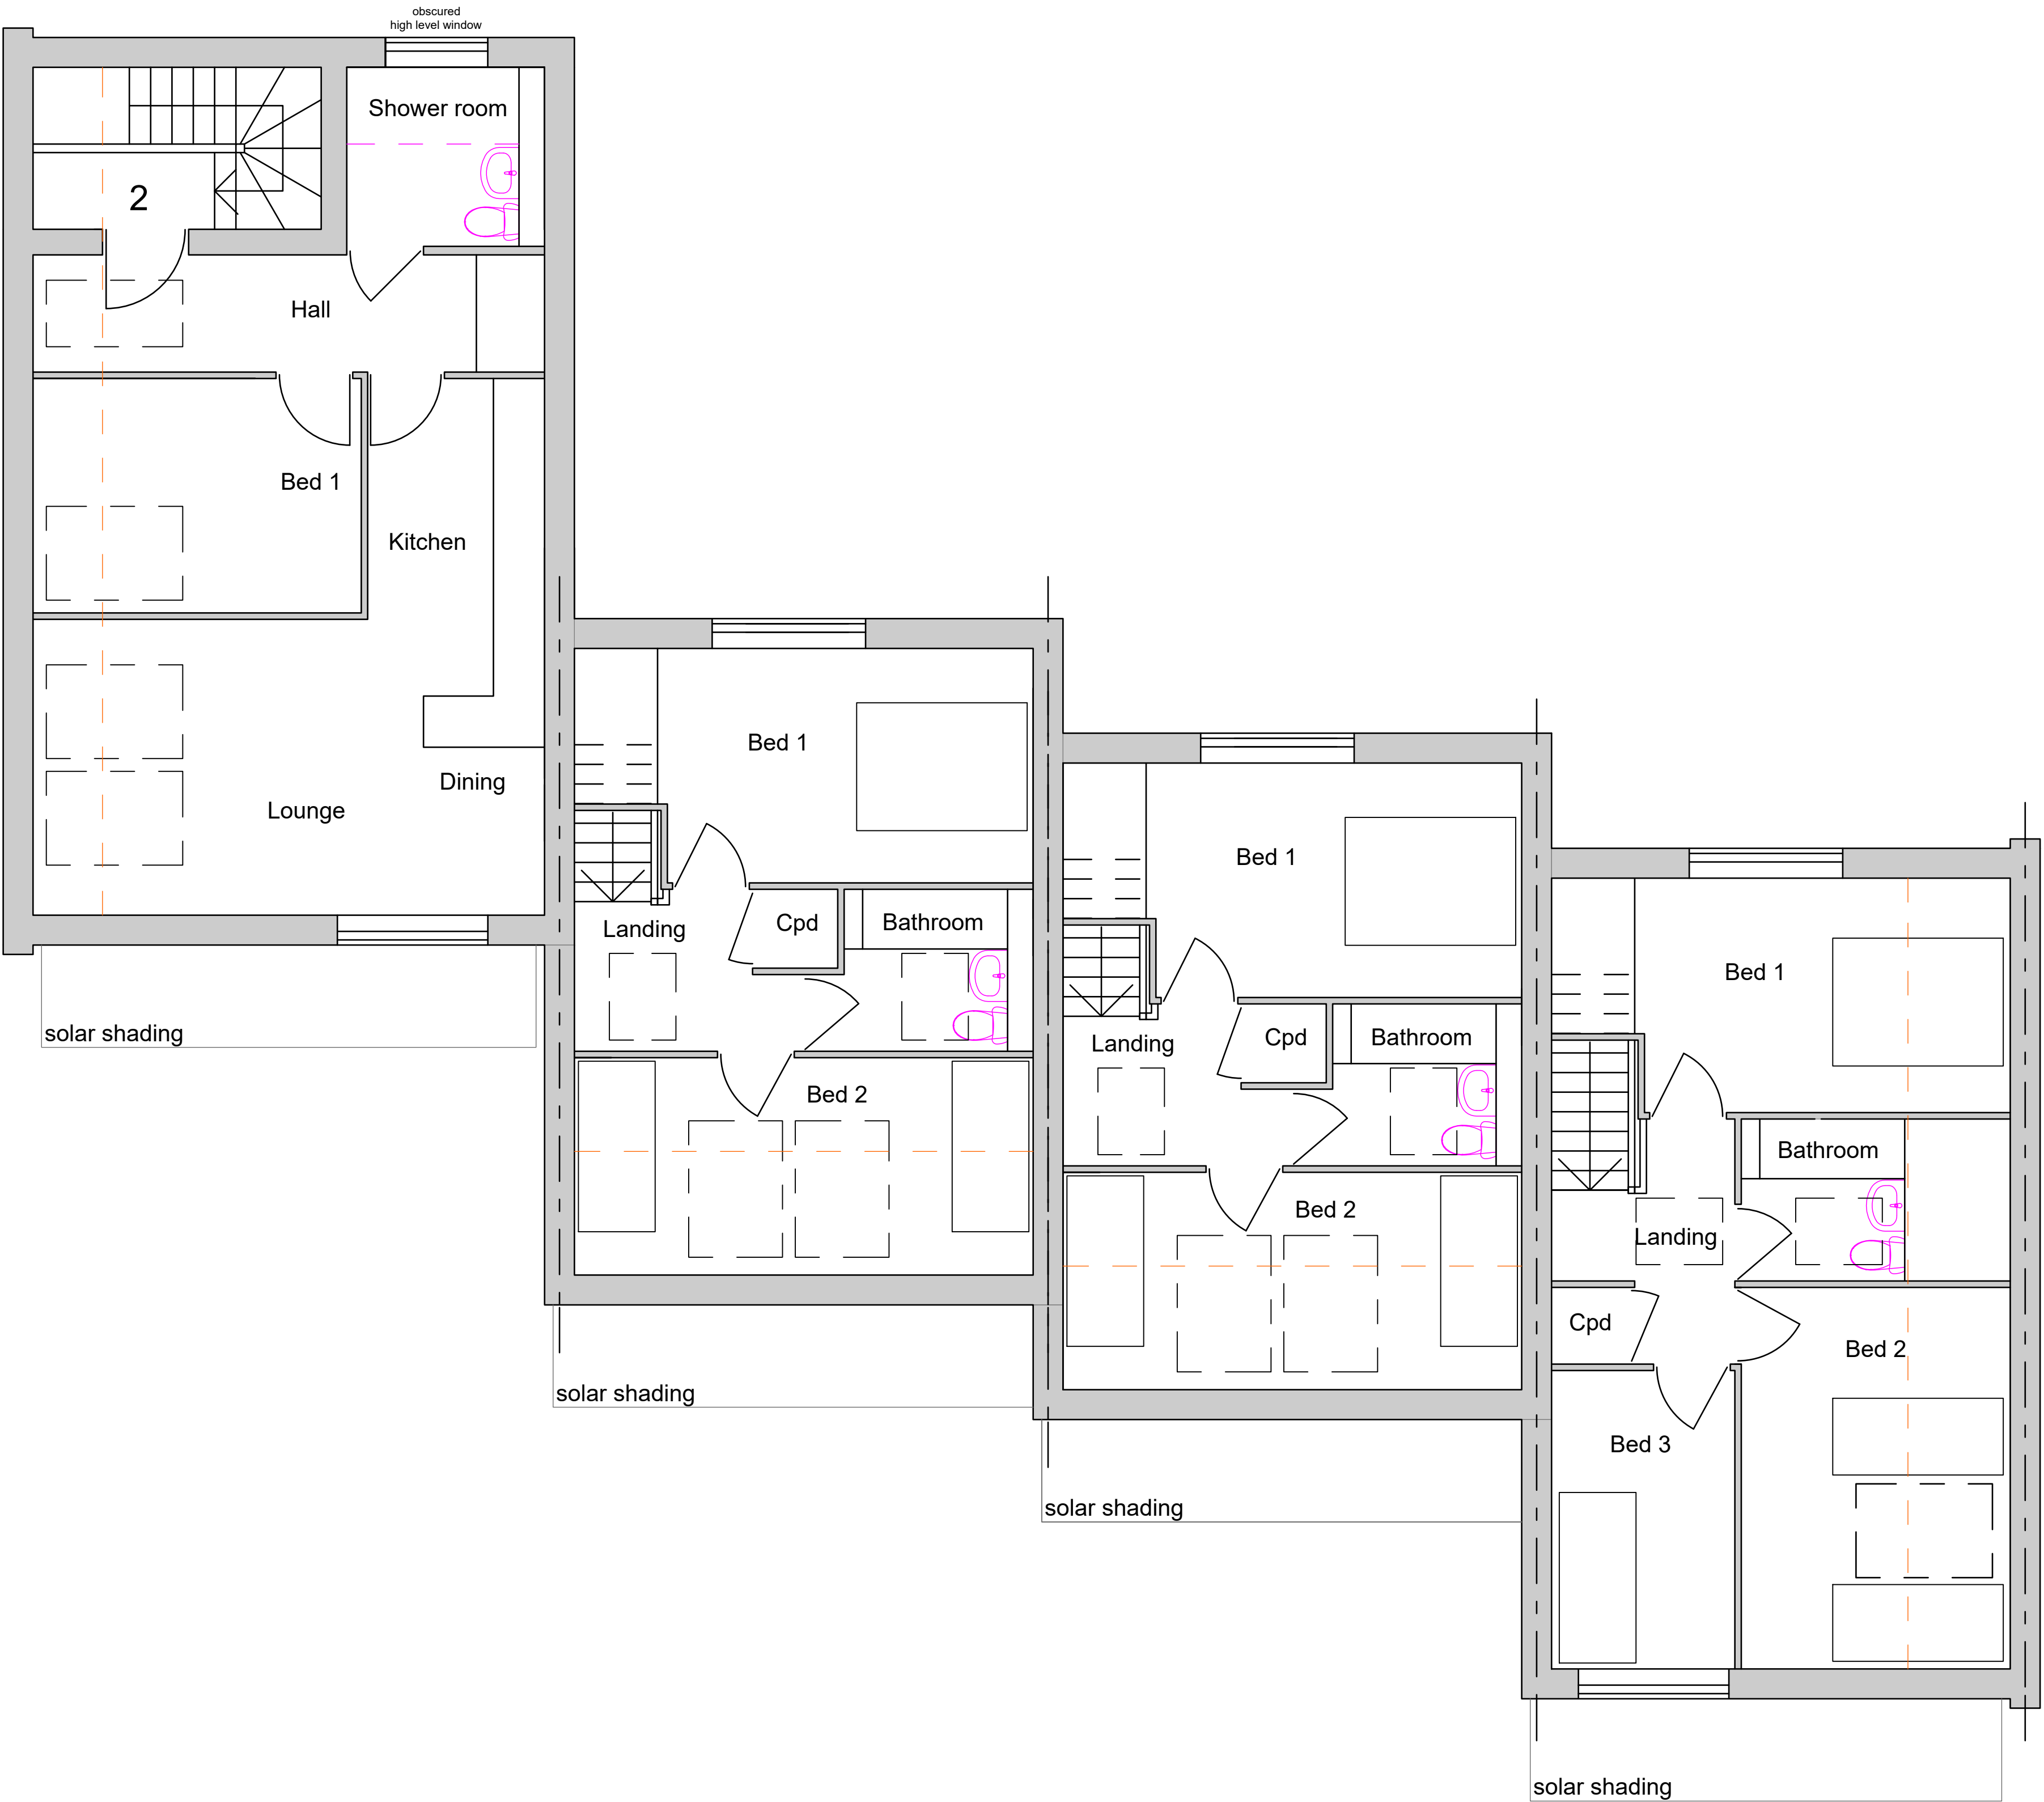 obscured
high level window
Shower room
2
Hall
Bed 1
Kitchen
Dining
Lounge
solar shading
Bed 1
Landing
Cpd
Bathroom
Bed 2
solar shading
Bed 1
Landing
Cpd
Bathroom
Bed 2
solar shading
Bed 1
Bathroom
Landing
Cpd
Bed 2
Bed 3
solar shading